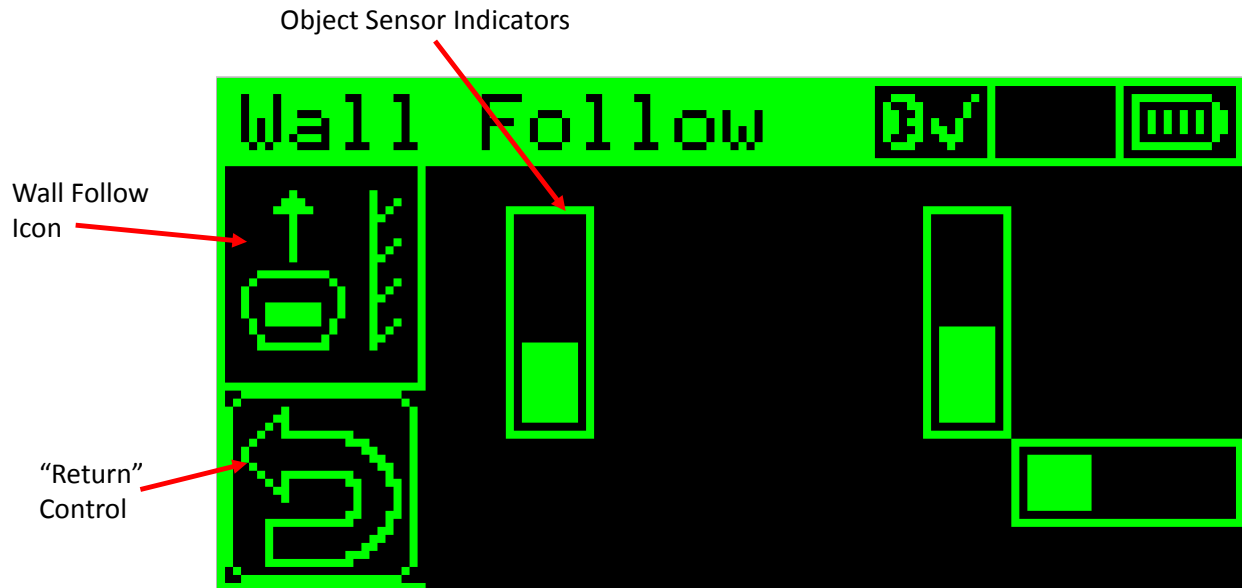 Object Sensor Indicators
Wall Follow
Wall Follow
Icon
“Return”
Control